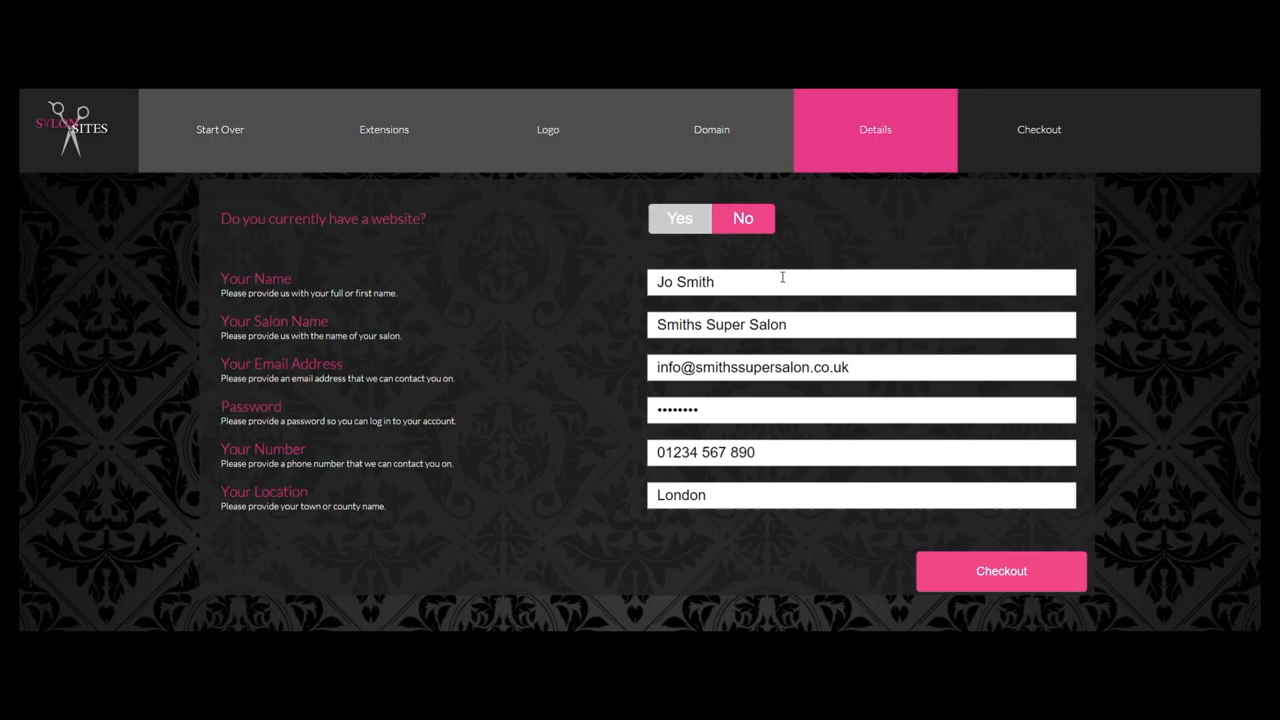 SYLON
SITES
Start Over
Extensions
Logo
Domain
Details
Checkout
Do you currently have a website?
Yes
No
Your Name
Please provide us with your full or first name.
Jo Smith
Your Salon Name
Please provide us with the name of your salon.
Smiths Super Salon
Your Email Address
Please provide an email address that we can contact you on.
info@smithssupersalon.co.uk
Password
Please provide a password so you can log in to your account.
••••••••
Your Number
Please provide a phone number that we can contact you on.
01234 567 890
Your Location
Please provide your town or county name.
London
Checkout